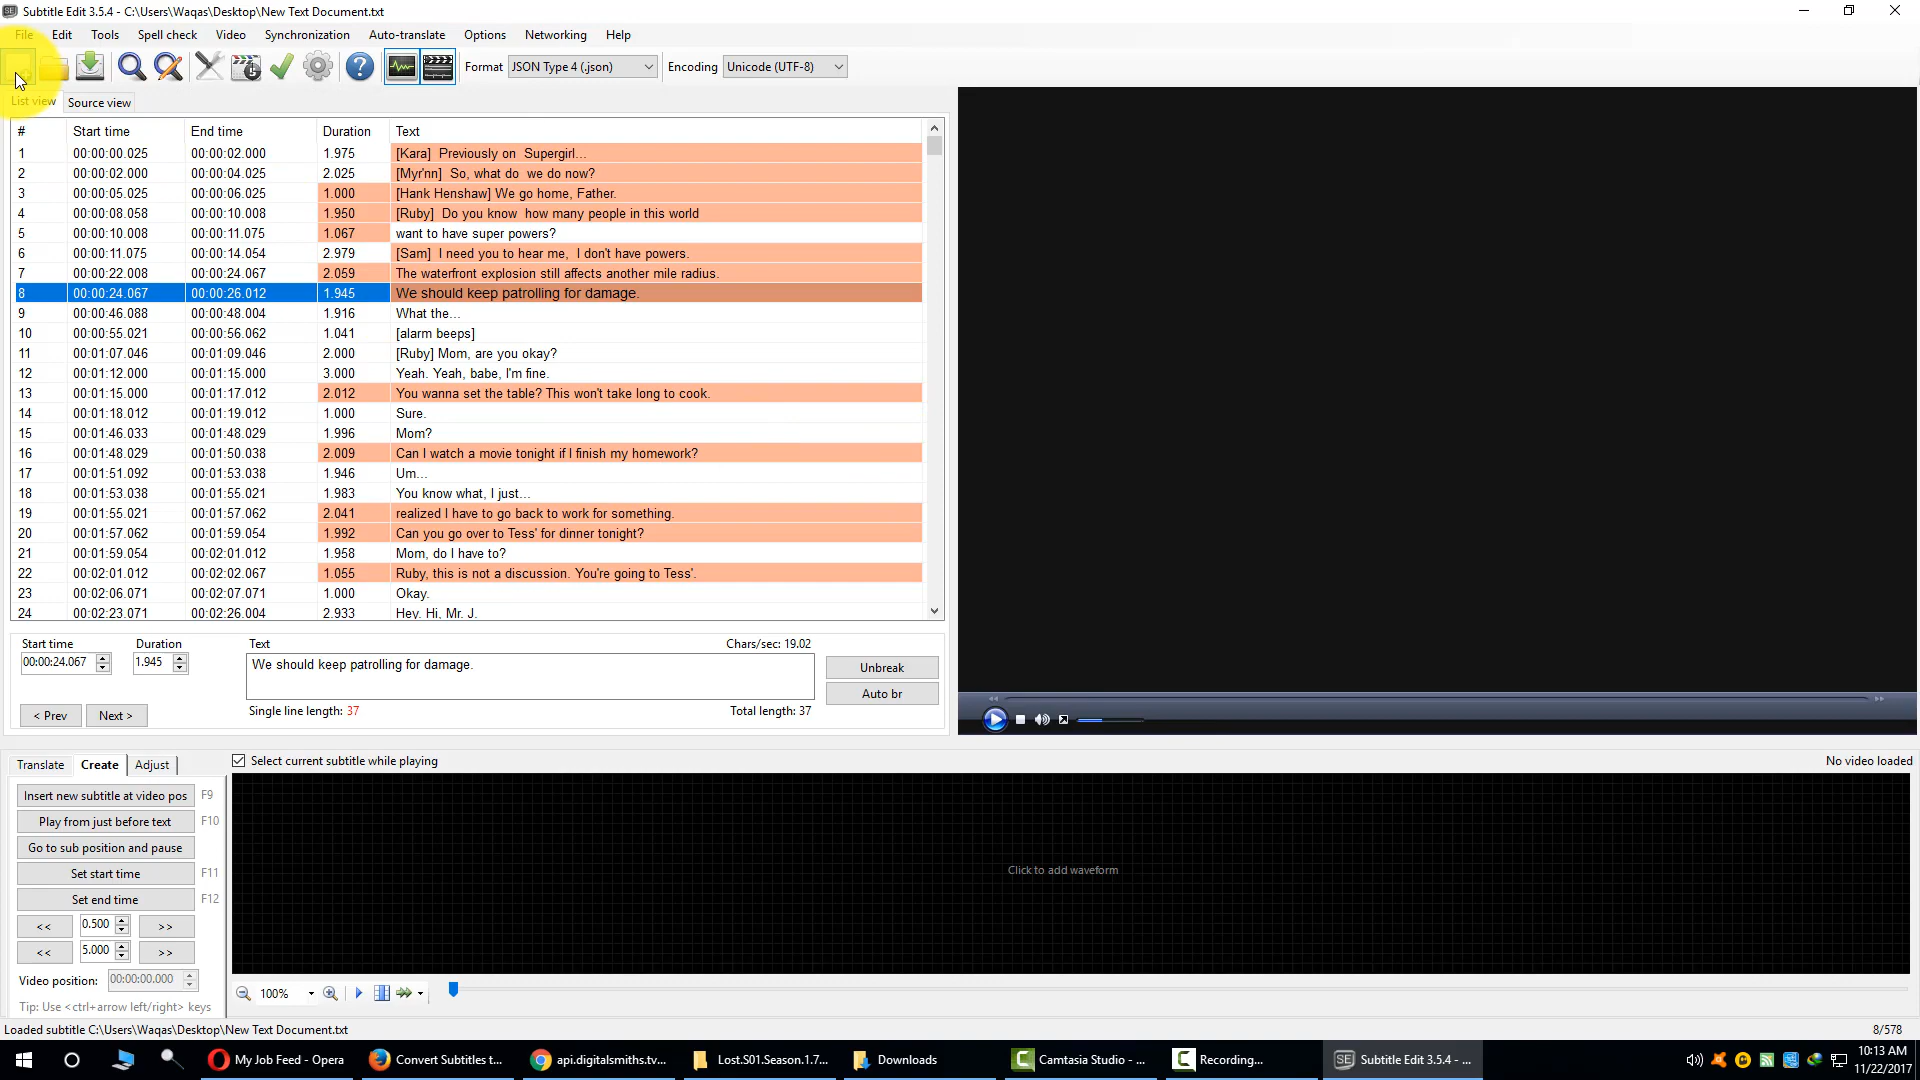 Subtitle Edit 3.5.4 - C:\Users\Waqas\Desktop\New Text Document.txt
File Edit Tools Spell check Video Synchronization Auto-translate Options Networking Help
Format JSON Type 4 (.json) Encoding Unicode (UTF-8)
List view Source view
# Start time End time Duration Text
1 00:00:00.025 00:00:02.000 1.975 [Kara]  Previously on  Supergirl...
2 00:00:02.000 00:00:04.025 2.025 [Myr'nn]  So, what do  we do now?
3 00:00:05.025 00:00:06.025 1.000 [Hank Henshaw] We go home, Father.
4 00:00:08.058 00:00:10.008 1.950 [Ruby]  Do you know  how many people in this world
5 00:00:10.008 00:00:11.075 1.067 want to have super powers?
6 00:00:11.075 00:00:14.054 2.979 [Sam]  I need you to hear me,  I don't have powers.
7 00:00:22.008 00:00:24.067 2.059 The waterfront explosion still affects another mile radius.
8 00:00:24.067 00:00:26.012 1.945 We should keep patrolling for damage.
9 00:00:46.088 00:00:48.004 1.916 What the...
10 00:00:55.021 00:00:56.062 1.041 [alarm beeps]
11 00:01:07.046 00:01:09.046 2.000 [Ruby] Mom, are you okay?
12 00:01:12.000 00:01:15.000 3.000 Yeah. Yeah, babe, I'm fine.
13 00:01:15.000 00:01:17.012 2.012 You wanna set the table? This won't take long to cook.
14 00:01:18.012 00:01:19.012 1.000 Sure.
15 00:01:46.033 00:01:48.029 1.996 Mom?
16 00:01:48.029 00:01:50.038 2.009 Can I watch a movie tonight if I finish my homework?
17 00:01:51.092 00:01:53.038 1.946 Um...
18 00:01:53.038 00:01:55.021 1.983 You know what, I just...
19 00:01:55.021 00:01:57.062 2.041 realized I have to go back to work for something.
20 00:01:57.062 00:01:59.054 1.992 Can you go over to Tess' for dinner tonight?
21 00:01:59.054 00:02:01.012 1.958 Mom, do I have to?
22 00:02:01.012 00:02:02.067 1.055 Ruby, this is not a discussion. You're going to Tess'.
23 00:02:06.071 00:02:07.071 1.000 Okay.
24 00:02:23.071 00:02:26.004 2.933 Hey. Hi, Mr. J.
Start time Duration Text Chars/sec: 19.02
00:00:24.067 1.945 We should keep patrolling for damage. Unbreak
Auto br
Single line length: 37 Total length: 37
< Prev Next >
Translate Create Adjust Select current subtitle while playing No video loaded
Insert new subtitle at video pos F9
Play from just before text F10
Go to sub position and pause
Click to add waveform
Set start time F11
Set end time F12
<< 0.500 >>
<< 5.000 >>
Video position: 00:00:00.000
100%
Tip: Use <ctrl+arrow left/right> keys
Loaded subtitle C:\Users\Waqas\Desktop\New Text Document.txt 8/578
My Job Feed - Opera Convert Subtitles t... api.digitalsmiths.tv... Lost.S01.Season.1.7... Downloads Camtasia Studio - ... Recording... Subtitle Edit 3.5.4 - ... 10:13 AM
11/22/2017